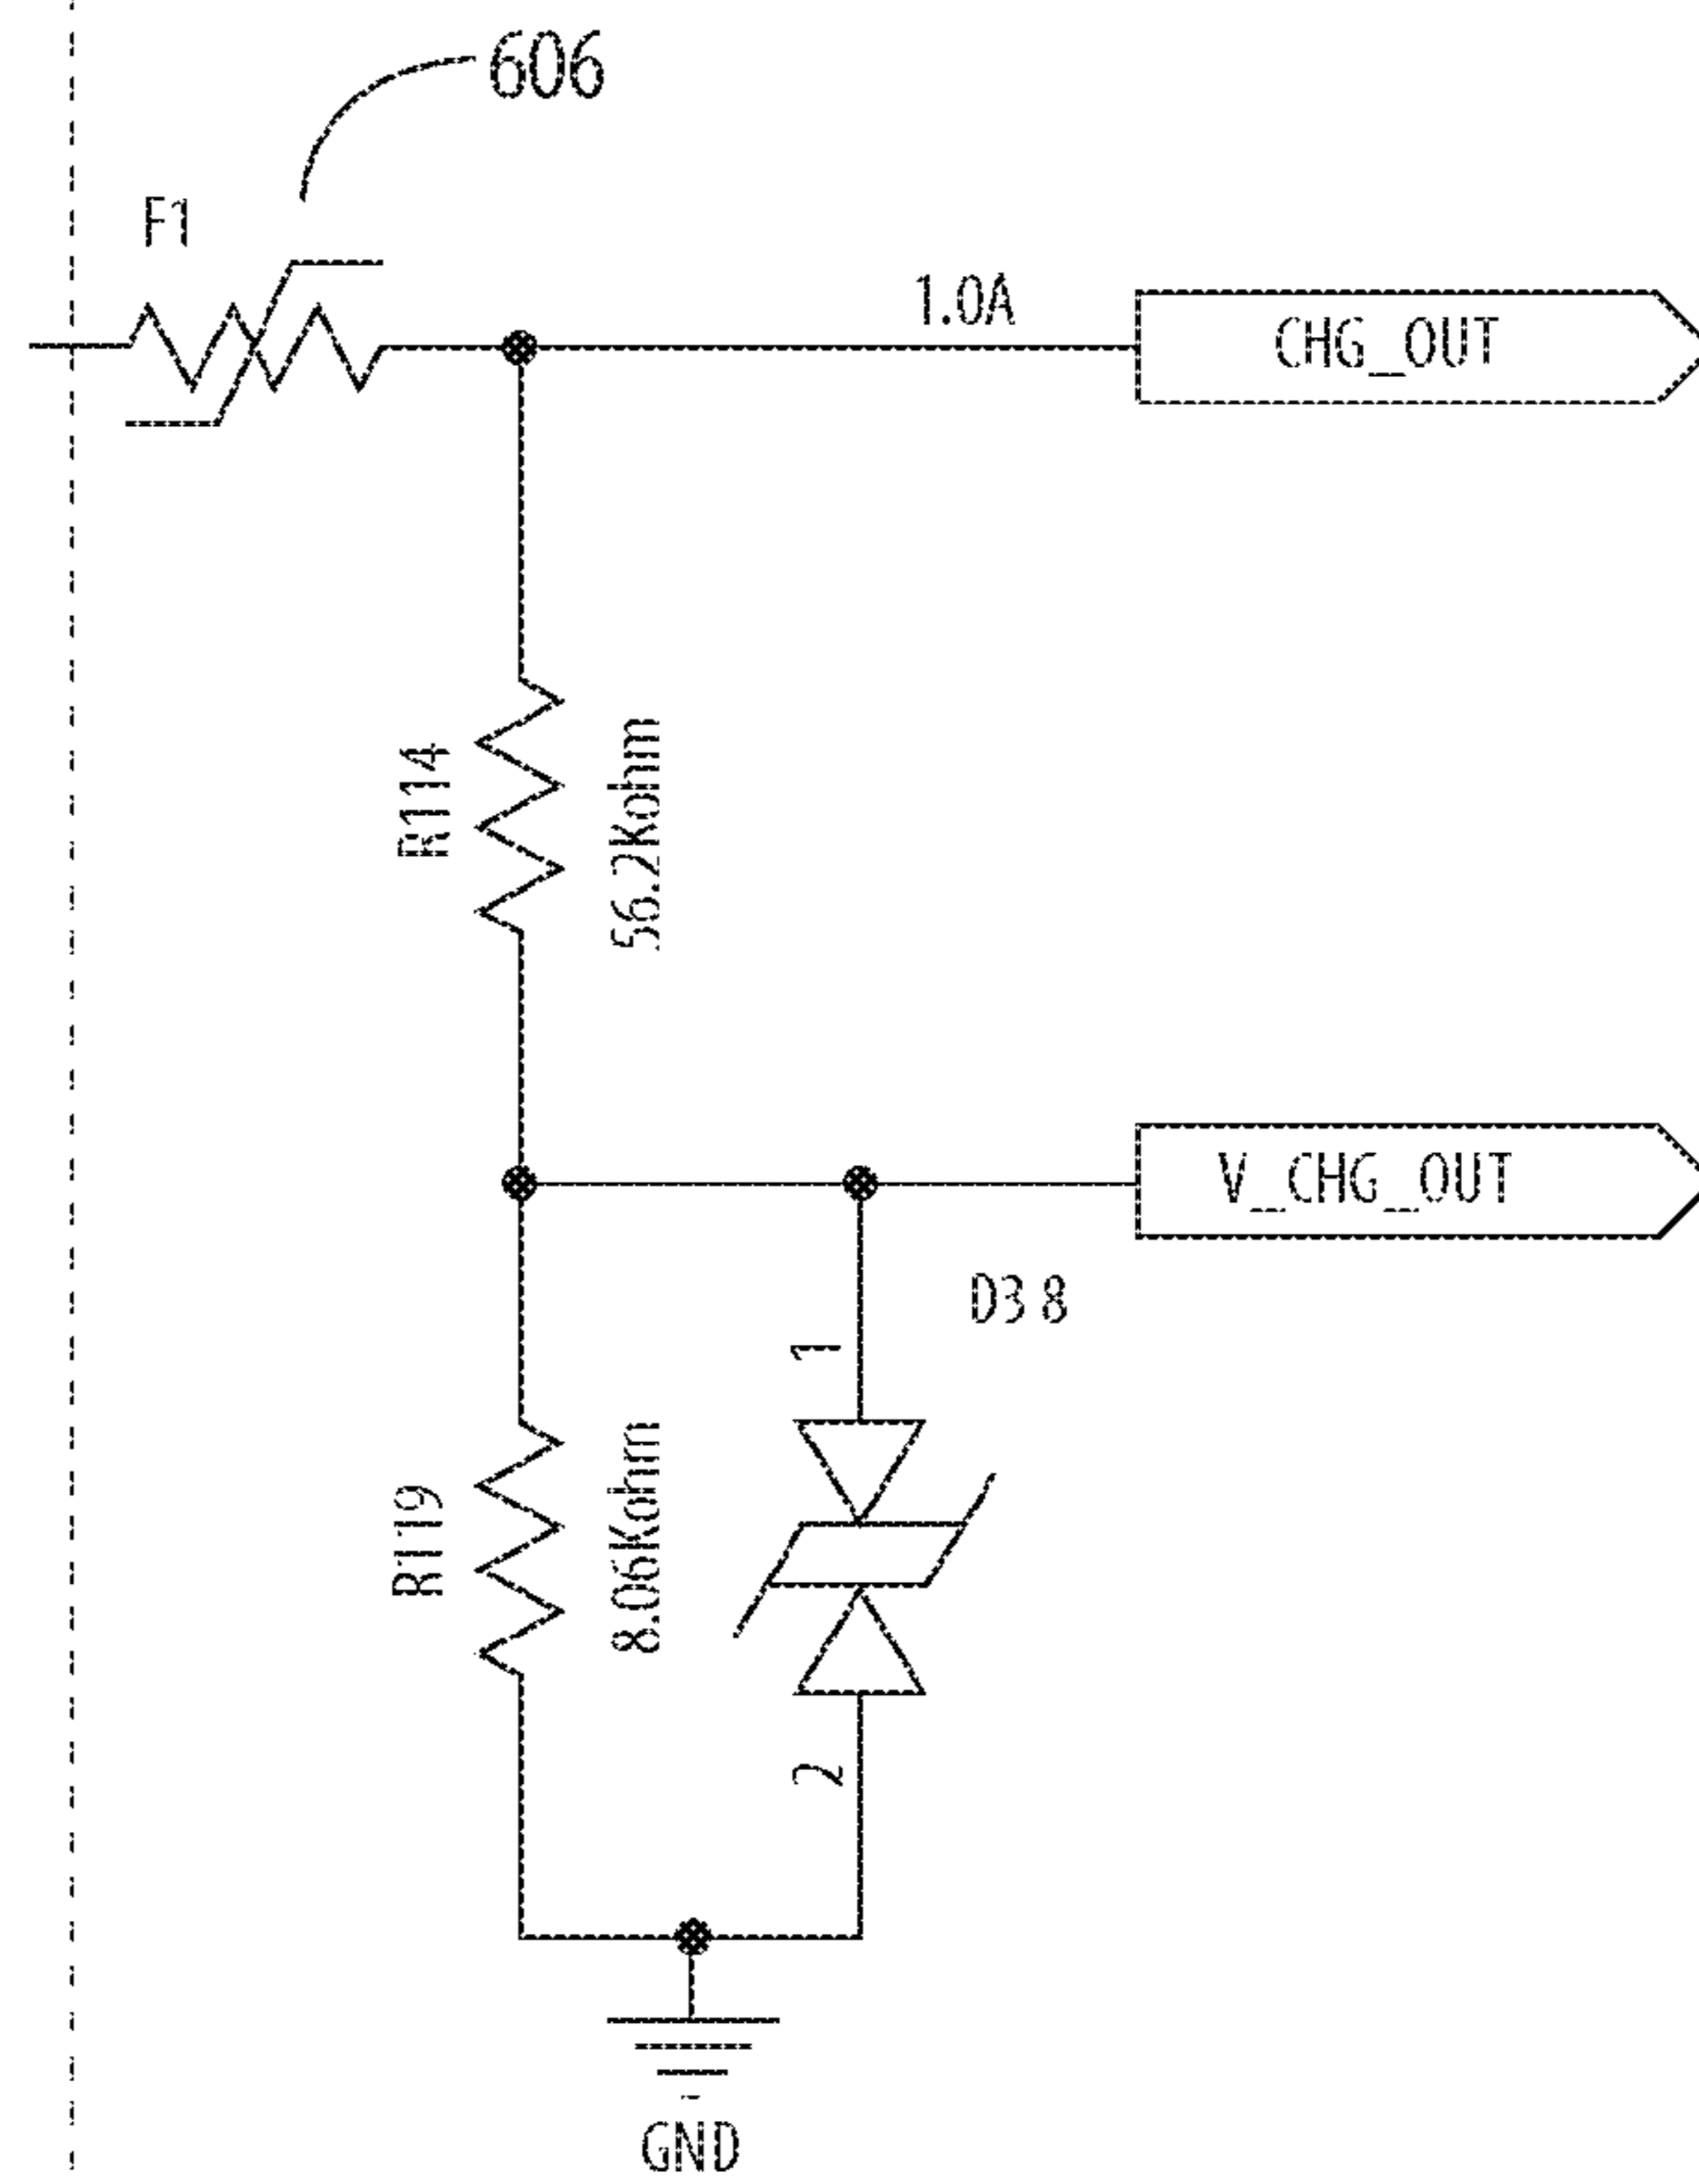 606
F1
1.0A
CHG_OUT
R114
56.2Kohm
V_CHG_OUT
D38
1
R119
8.06Kohm
2
GND